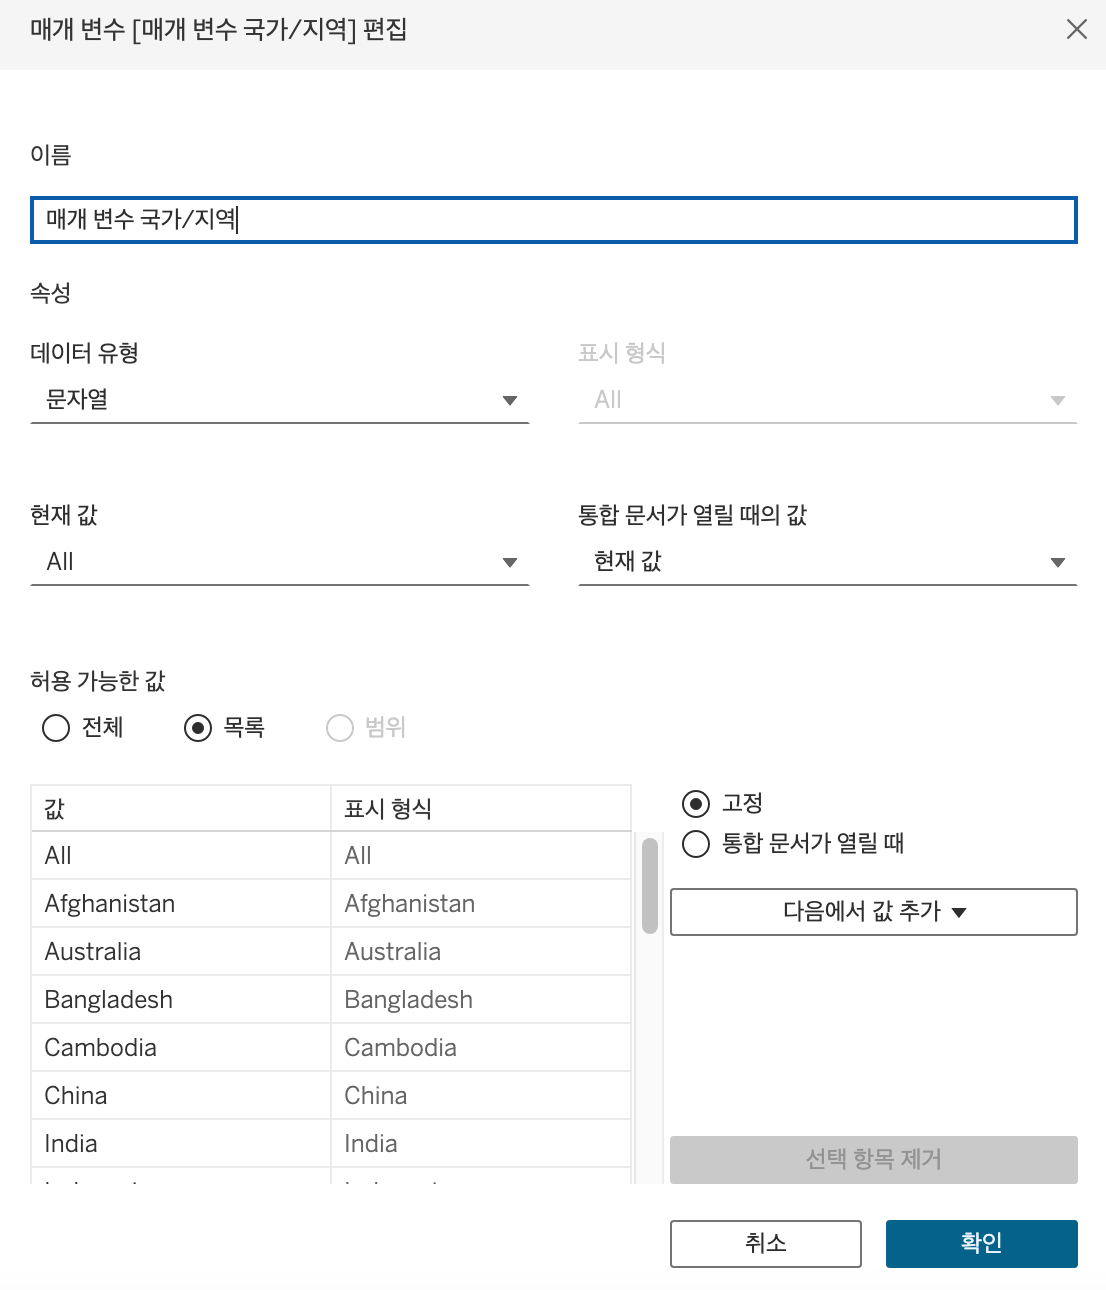 매개 변수 [매개 변수 국가/지역] 편집
이름
매개 변수 국가/지역
속성
데이터 유형 표시 형식
문자열 All
현재 값 통합 문서가 열릴 때의 값
All 현재 값
허용 가능한 값
전체 목록 범위
값 표시 형식 고정
All All 통합 문서가 열릴 때
Afghanistan Afghanistan 다음에서 값 추가
Australia Australia
Bangladesh Bangladesh
Cambodia Cambodia
China China
India India
선택 항목 제거
취소 확인